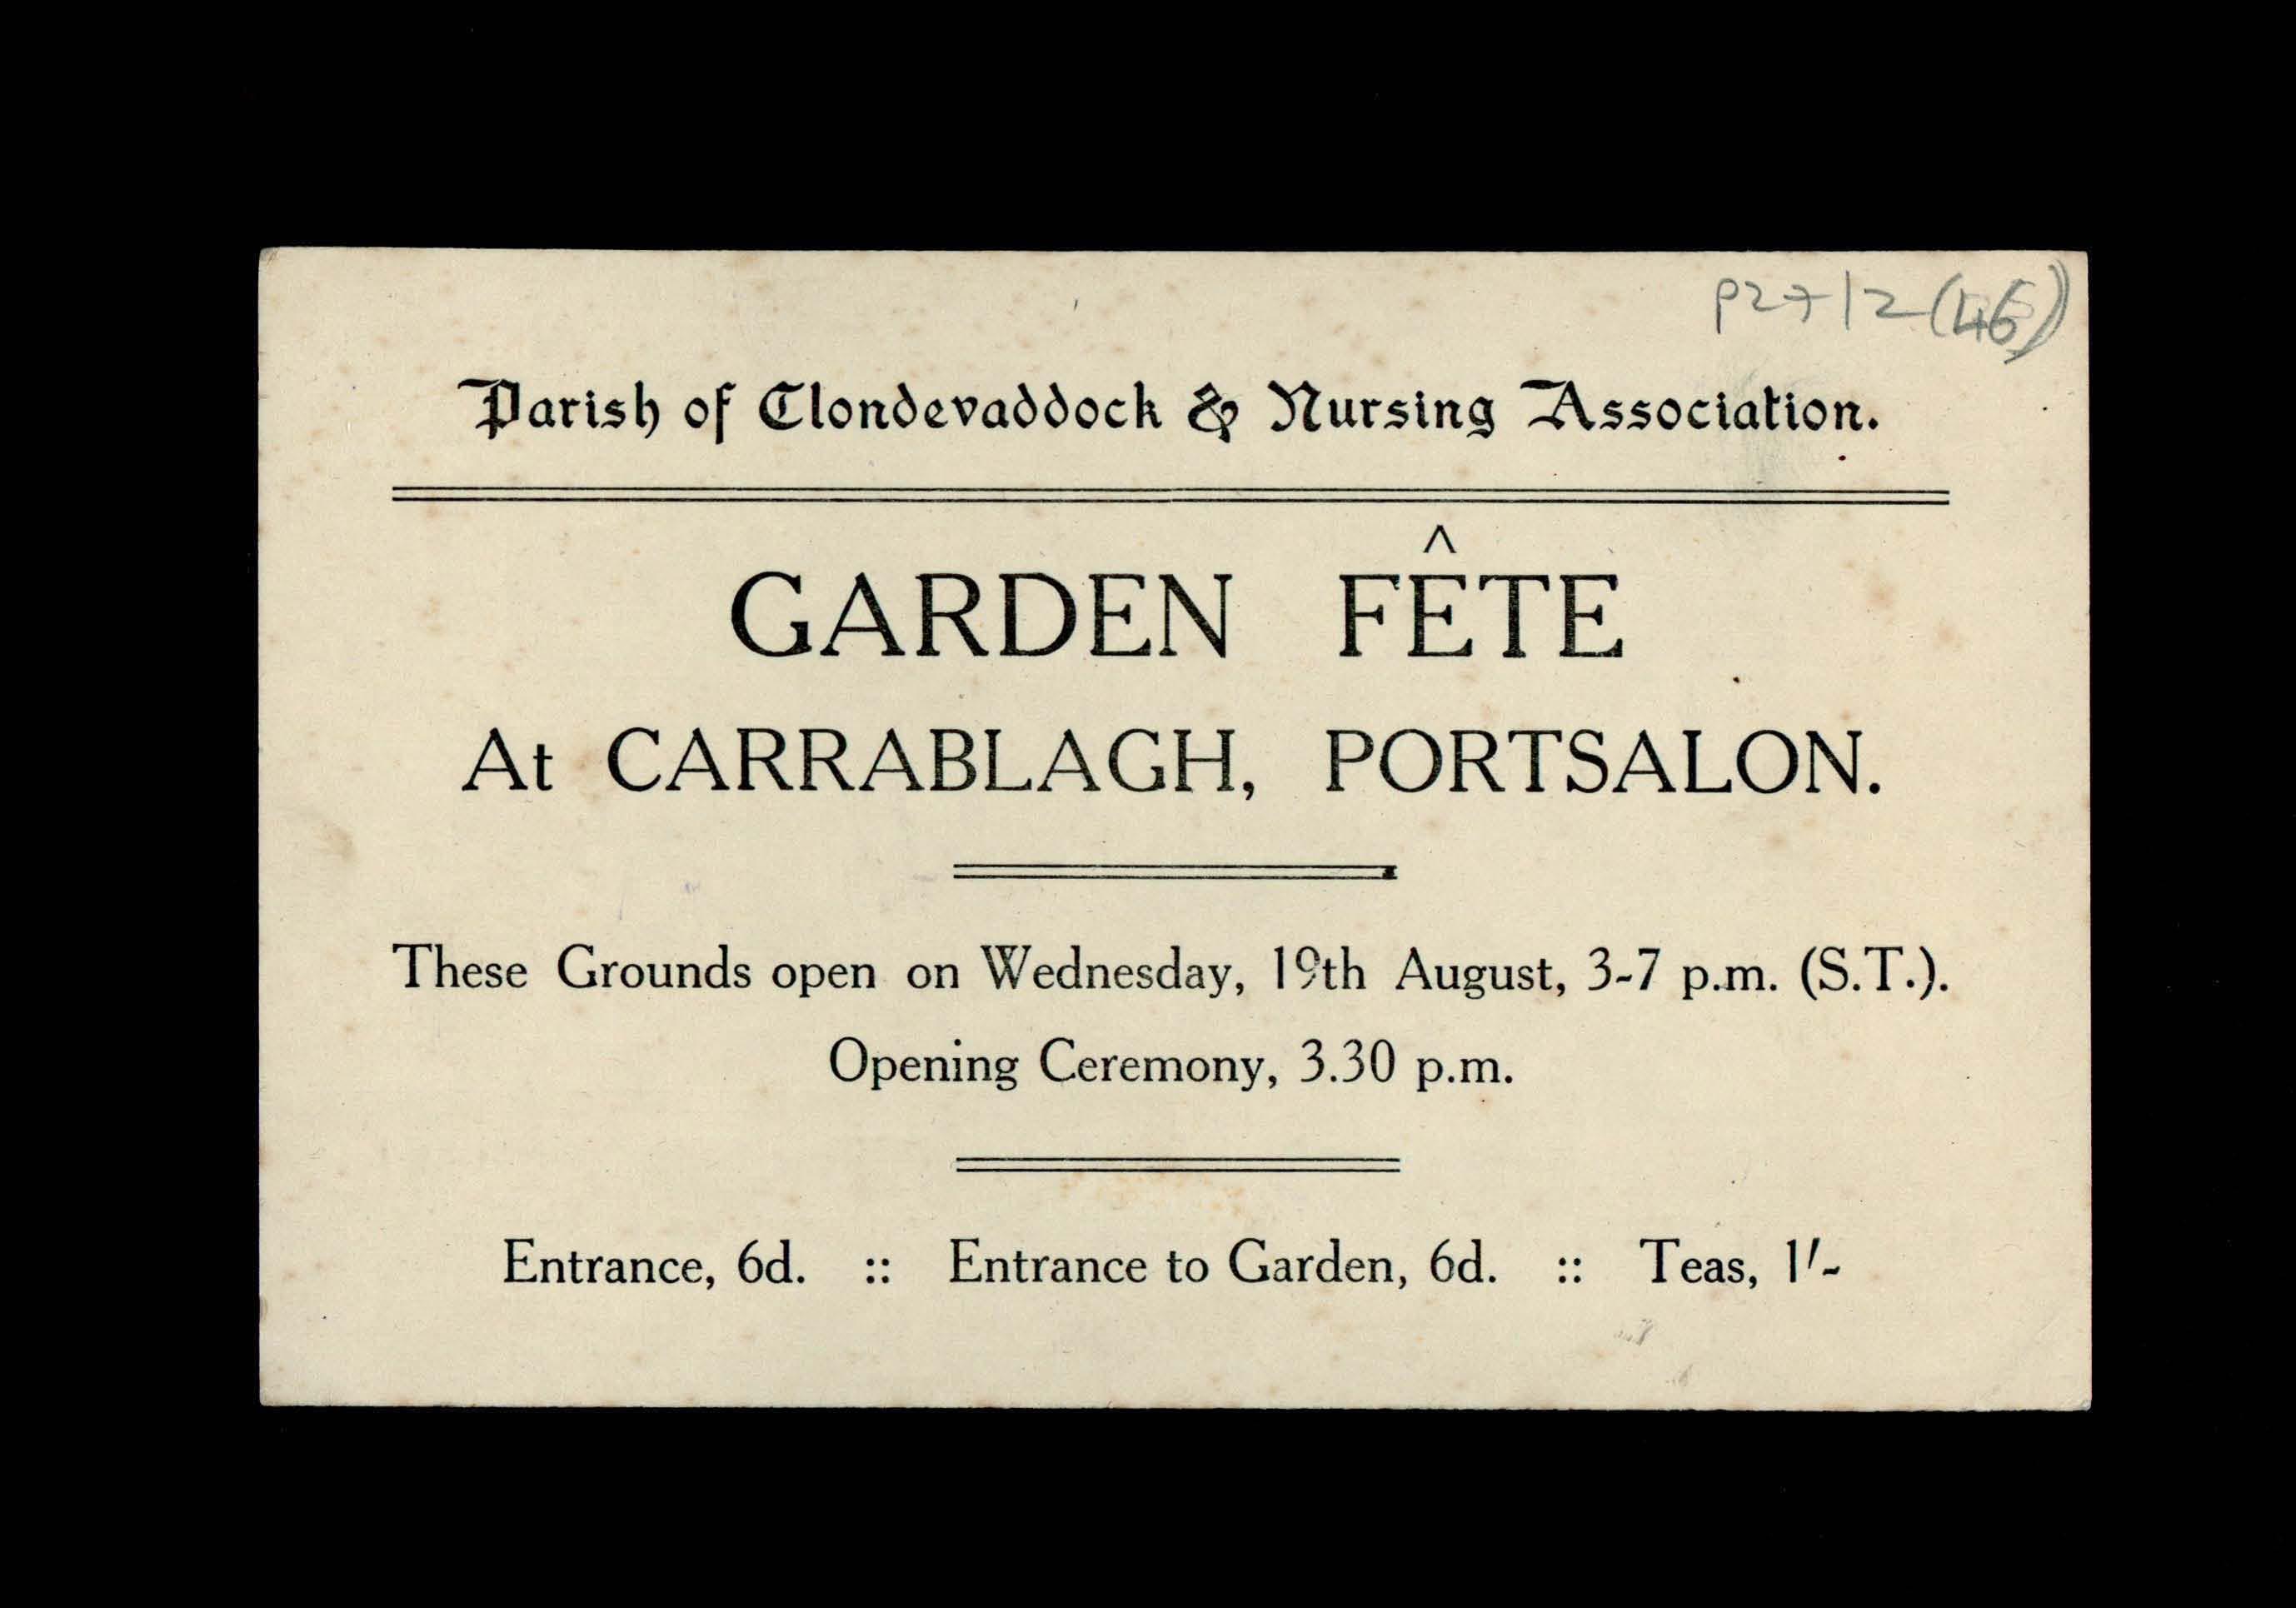 P27/2(46)
Parish of Clondevaddock & Nursing Association.
GARDEN FÊTE
At CARRABLAGH, PORTSALON.
These Grounds open on Wednesday, 19th August, 3-7 p.m. (S.T.).
Opening Ceremony, 3.30 p.m.
Entrance, 6d. :: Entrance to Garden, 6d. :: Teas, 1/-